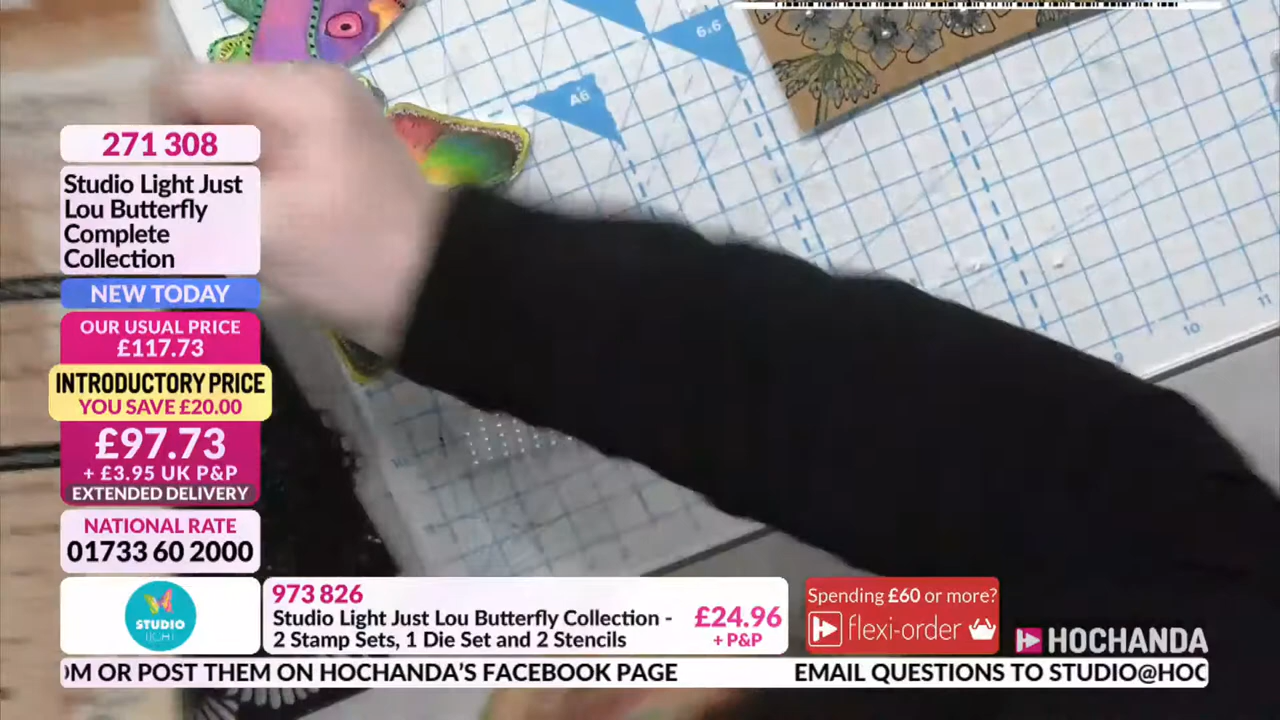 6x6
A6
271 308
Studio Light Just
Lou Butterfly
Complete
Collection
NEW TODAY
OUR USUAL PRICE
£117.73
INTRODUCTORY PRICE
YOU SAVE £20.00
£97.73
+ £3.95 UK P&P
EXTENDED DELIVERY
NATIONAL RATE
01733 60 2000
STUDIO
LIGHT
973 826
Studio Light Just Lou Butterfly Collection -
2 Stamp Sets, 1 Die Set and 2 Stencils
£24.96
+ P&P
Spending £60 or more?
flexi-order
HOCHANDA
OM OR POST THEM ON HOCHANDA'S FACEBOOK PAGE EMAIL QUESTIONS TO STUDIO@HOC
9
10
11